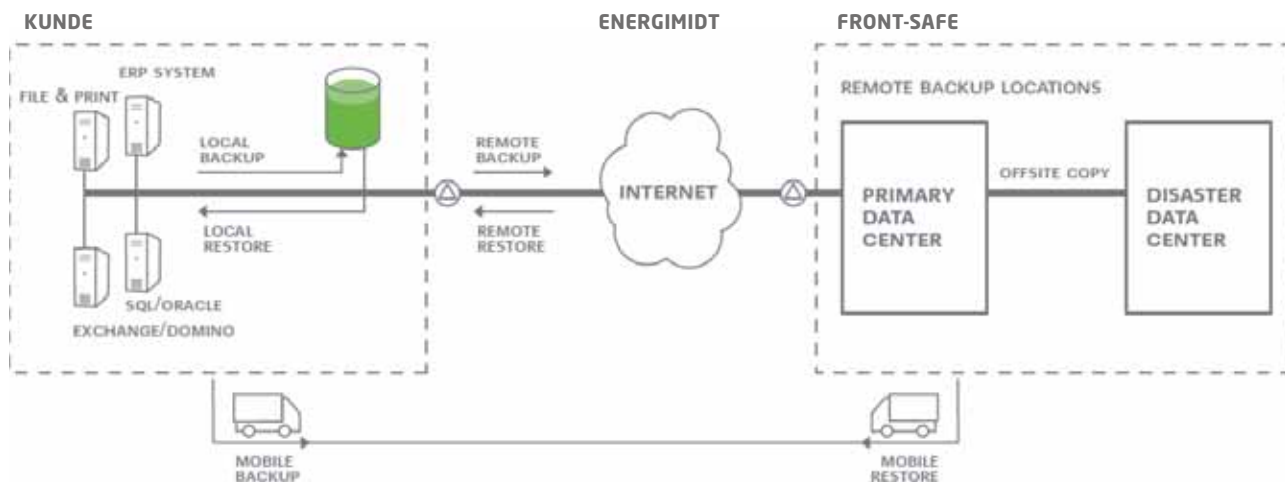 KUNDE
ENERGIMIDT
FRONT-SAFE
ERP SYSTEM
FILE & PRINT
LOCAL
BACKUP
LOCAL
RESTORE
SQL/ORACLE
EXCHANGE/DOMINO
REMOTE
BACKUP
REMOTE
RESTORE
INTERNET
REMOTE BACKUP LOCATIONS
PRIMARY
DATA
CENTER
OFFSITE COPY
DISASTER
DATA
CENTER
MOBILE
BACKUP
MOBILE
RESTORE